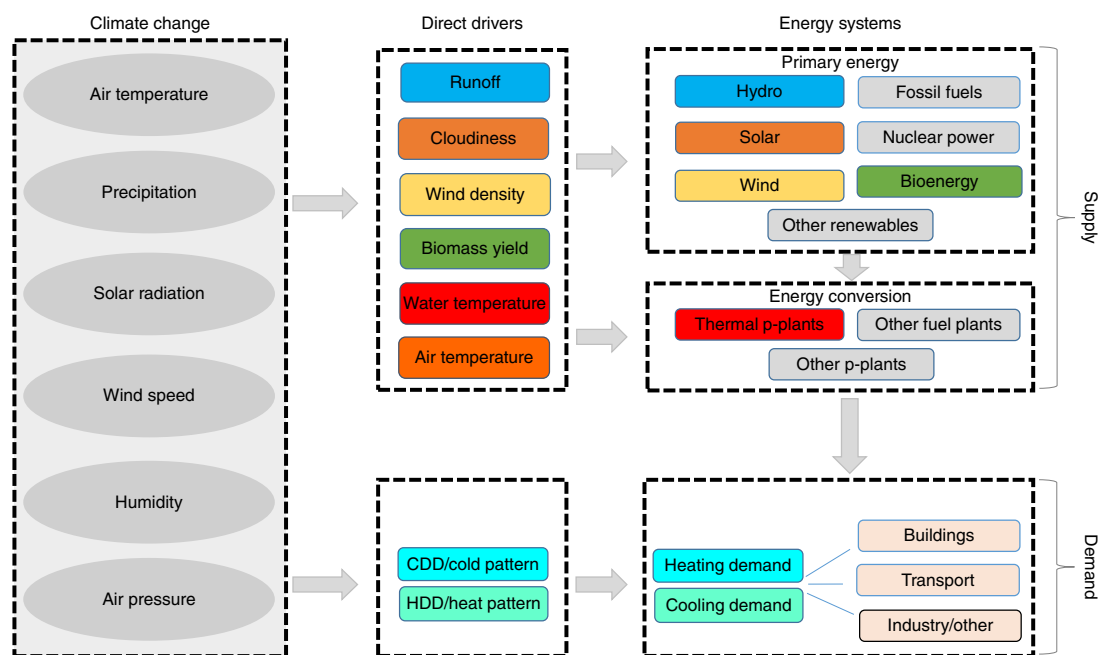 Climate change
Direct drivers
Energy systems
Air temperature
Precipitation
Solar radiation
Wind speed
Humidity
Air pressure
Runoff
Cloudiness
Wind density
Biomass yield
Water temperature
Air temperature
CDD/cold pattern
HDD/heat pattern
Primary energy
Hydro
Fossil fuels
Solar
Nuclear power
Wind
Bioenergy
Other renewables
Energy conversion
Thermal p-plants
Other fuel plants
Other p-plants
Supply
Heating demand
Cooling demand
Buildings
Transport
Industry/other
Demand